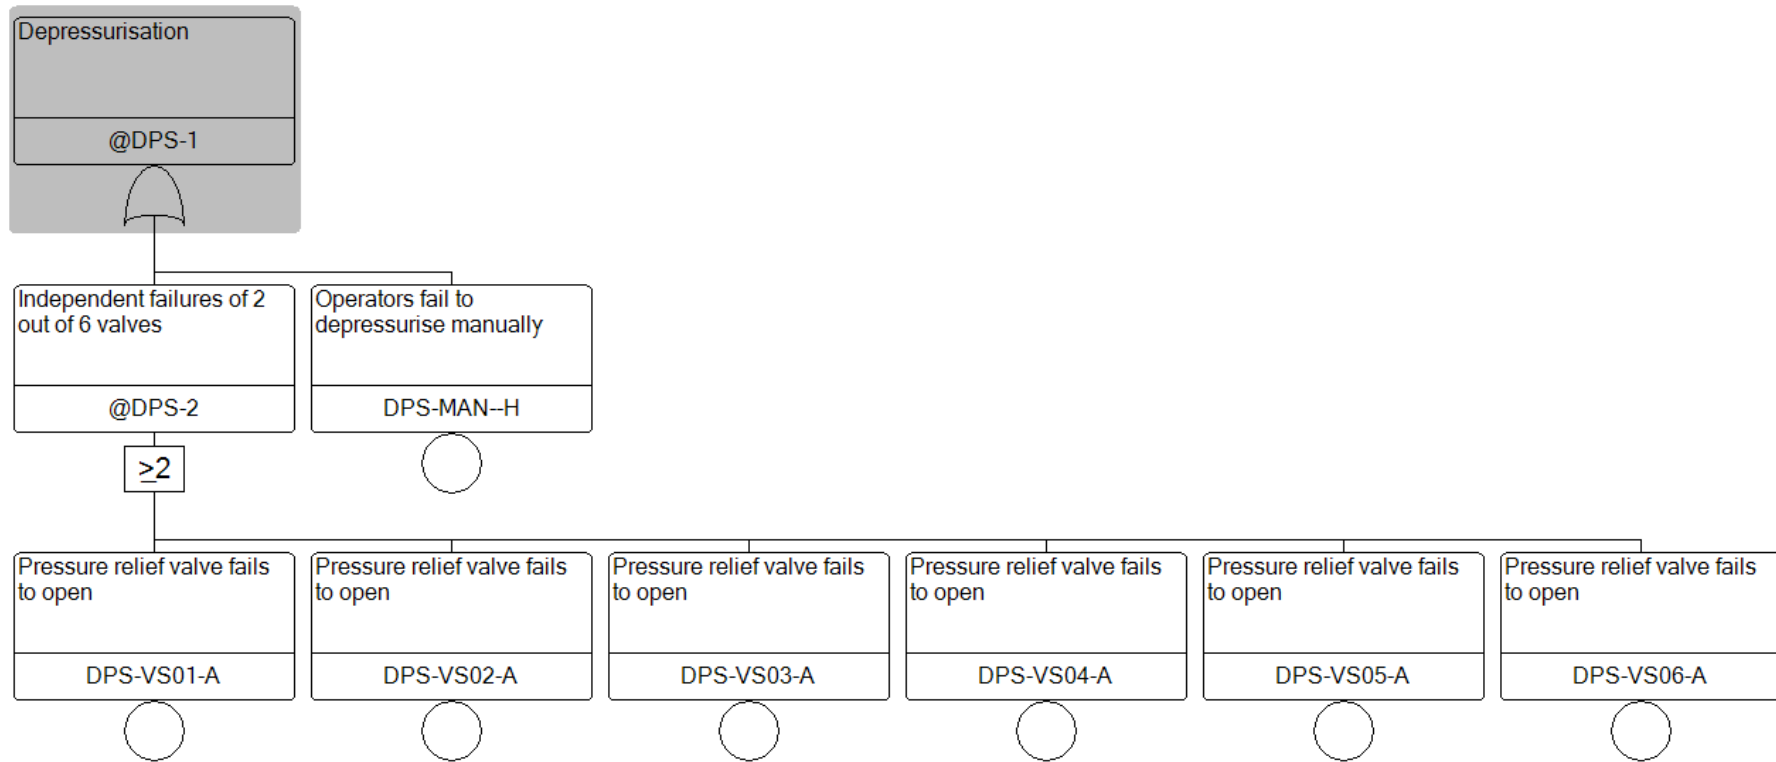 Depressurisation
@DPS-1
Independent failures of 2
out of 6 valves
@DPS-2
Operators fail to
depressurise manually
DPS-MAN--H
≥2
Pressure relief valve fails
to open
DPS-VS01-A
Pressure relief valve fails
to open
DPS-VS02-A
Pressure relief valve fails
to open
DPS-VS03-A
Pressure relief valve fails
to open
DPS-VS04-A
Pressure relief valve fails
to open
DPS-VS05-A
Pressure relief valve fails
to open
DPS-VS06-A